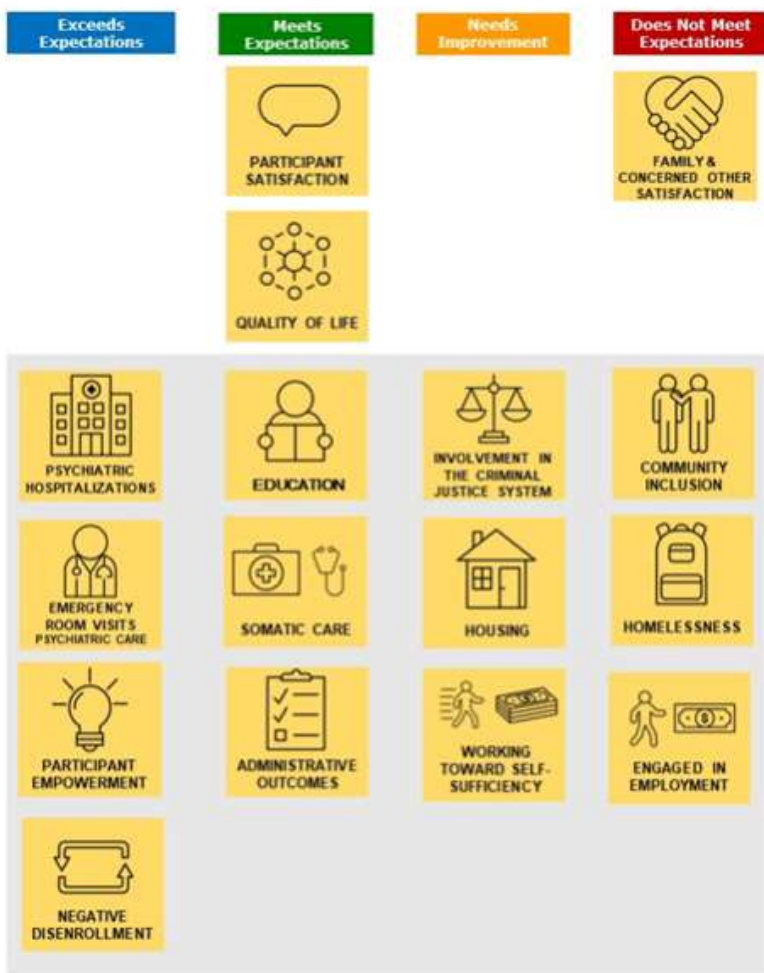 Exceeds
Expectations
Meets
Expectations
Needs
Improvement
Does Not Meet
Expectations
PARTICIPANT
SATISFACTION
FAMILY &
CONCERNED OTHER
SATISFACTION
QUALITY OF LIFE
PSYCHIATRIC
HOSPITALIZATIONS
EDUCATION
INVOLVEMENT IN
THE CRIMINAL
JUSTICE SYSTEM
COMMUNITY
INCLUSION
EMERGENCY
ROOM VISITS
PSYCHIATRIC CARE
SOMATIC CARE
HOUSING
HOMELESSNESS
PARTICIPANT
EMPOWERMENT
ADMINISTRATIVE
OUTCOMES
WORKING
TOWARD SELF-
SUFFICIENCY
ENGAGED IN
EMPLOYMENT
NEGATIVE
DISENROLLMENT